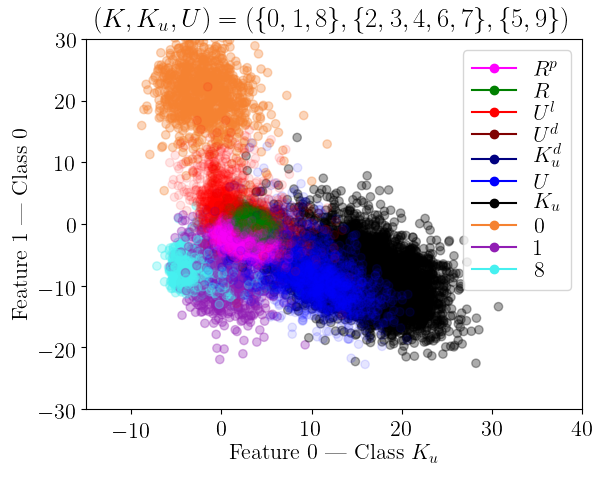 (K, K_u, U) = ({0, 1, 8}, {2, 3, 4, 6, 7}, {5, 9})
30
20
10
0
−10
−20
−30
Feature 1 — Class 0
R^p
R
U^l
U^d
K_u^d
U
K_u
0
1
8
−10 0 10 20 30 40
Feature 0 — Class K_u